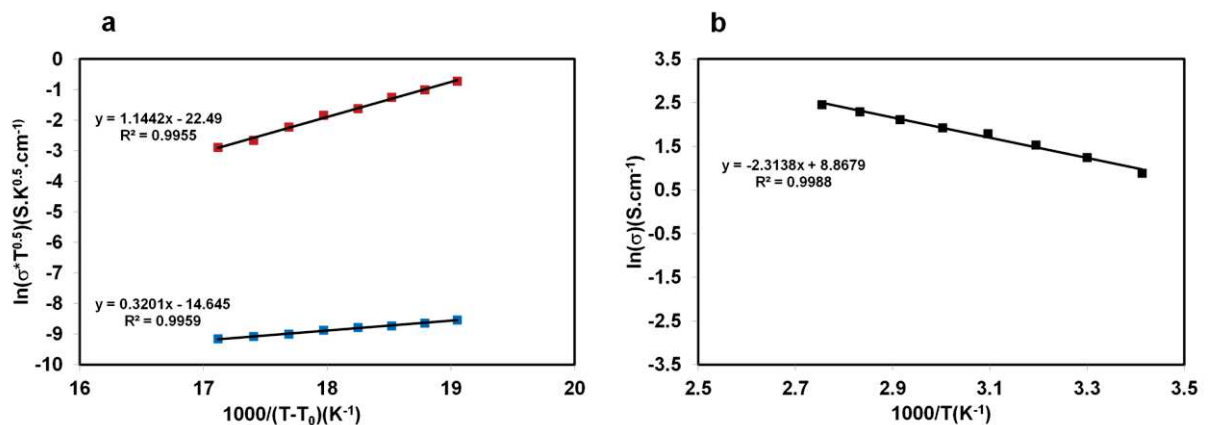 a
ln(σ*T^0.5)(S.K^0.5.cm^-1)
0
-1
-2
-3
-4
-5
-6
-7
-8
-9
-10
y = 1.1442x - 22.49
R² = 0.9955
y = 0.3201x - 14.645
R² = 0.9959
16
17
18
19
20
1000/(T-T₀)(K⁻¹)
b
ln(σ)(S.cm⁻¹)
3.5
2.5
1.5
0.5
-0.5
-1.5
-2.5
-3.5
y = -2.3138x + 8.8679
R² = 0.9988
2.5
2.7
2.9
3.1
3.3
3.5
1000/T(K⁻¹)